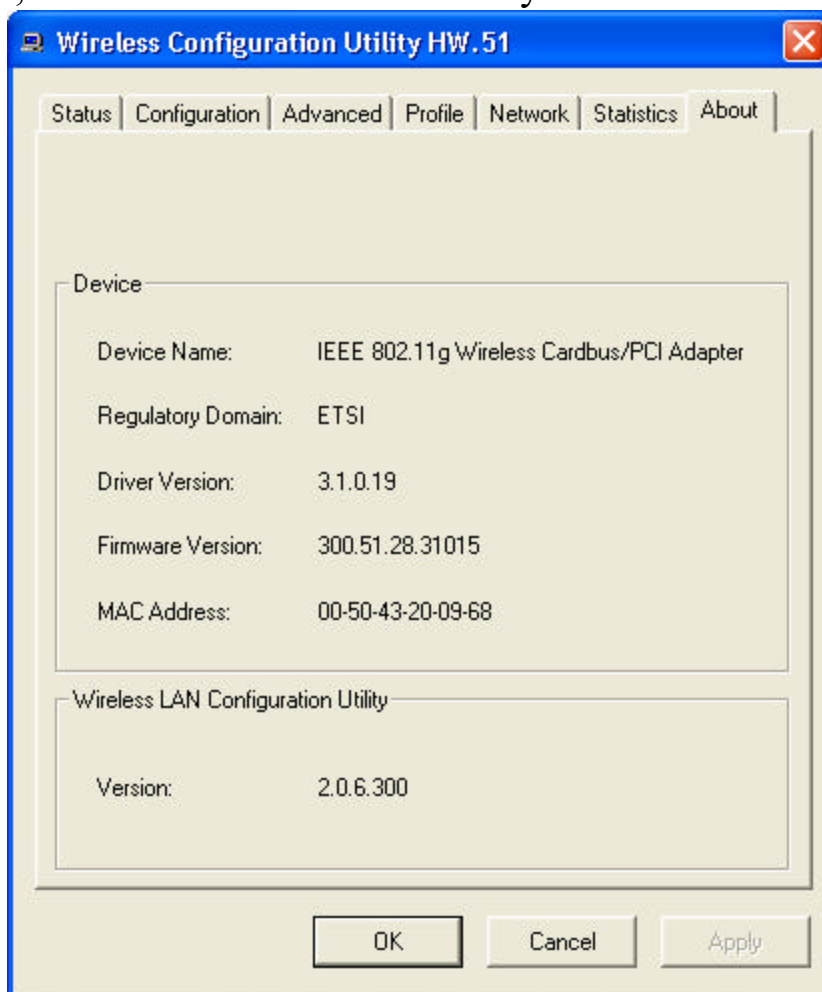 Wireless Configuration Utility HW.51
Status Configuration Advanced Profile Network Statistics About
Device
Device Name: IEEE 802.11g Wireless Cardbus/PCI Adapter
Regulatory Domain: ETSI
Driver Version: 3.1.0.19
Firmware Version: 300.51.28.31015
MAC Address: 00-50-43-20-09-68
Wireless LAN Configuration Utility
Version: 2.0.6.300
OK Cancel Apply